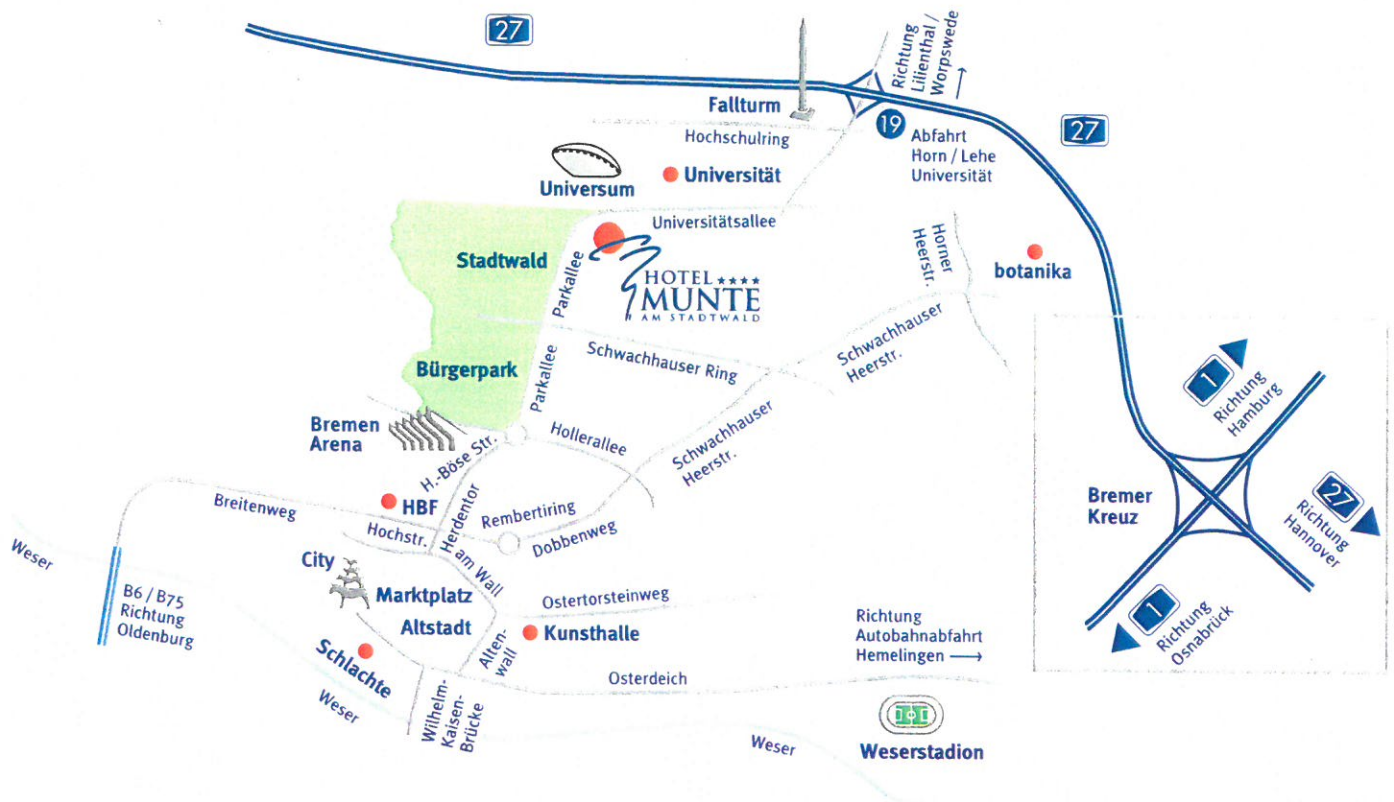 27
Richtung
Lilienthal /
Worpswede
Fallturm
Hochschulring
19
Abfahrt
Horn / Lehe
Universität
27
Universum
Universität
Universitätsallee
Stadtwald
Parkallee
HOTEL ★★★★
MUNTE
AM STADTWALD
Horner
Heerstr.
botanika
Bürgerpark
Parkallee
Schwachhauser Ring
Schwachhauser
Heerstr.
1
Richtung
Hamburg
Bremen
Arena
H.-Böse Str.
Hollerallee
Schwachhauser
Heerstr.
Bremer
Kreuz
27
Richtung
Hannover
Breitenweg
HBF
Hochstr.
Herdentor
Rembertiring
Dobbenweg
Weser
City
am Wall
B6 / B75
Richtung
Oldenburg
Marktplatz
Altstadt
Ostertorsteinweg
Kunsthalle
Alten-
wall
Richtung
Autobahnabfahrt
Hemelingen
1
Richtung
Osnabrück
Schlachte
Weser
Wilhelm-
Kaisen-
Brücke
Osterdeich
Weser
Weserstadion